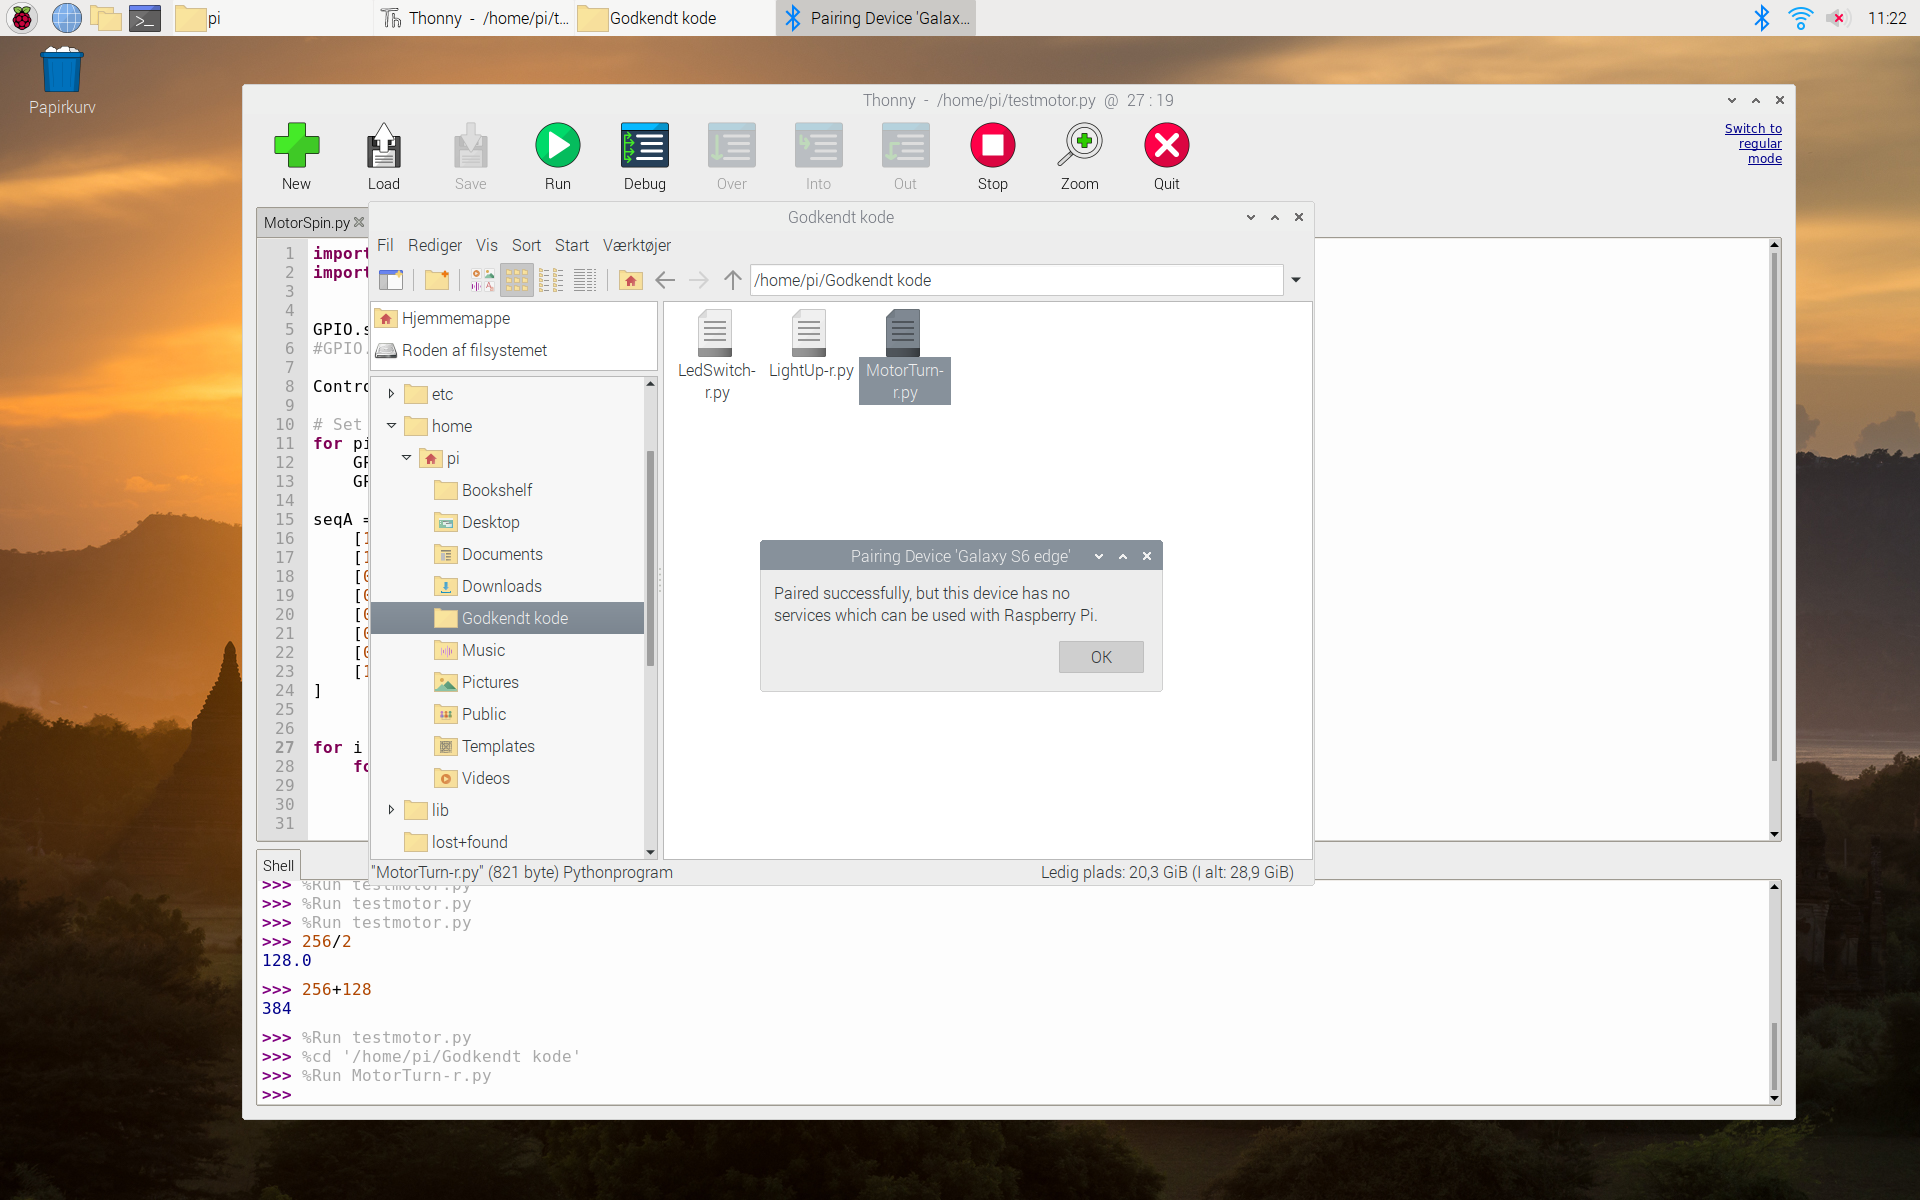 pi
Thonny - /home/pi/t...
Godkendt kode
Pairing Device 'Galax...
11:22
Papirkurv
Thonny - /home/pi/testmotor.py @ 27 : 19
New
Load
Save
Run
Debug
Over
Into
Out
Stop
Zoom
Quit
Switch to
regular
mode
MotorSpin.py
1 import
2 import
3
4
5 GPIO.s
6 #GPIO.
7
8 Contro
9
10 # Set
11 for pi
12 GP
13 GP
14
15 seqA =
16 [1
17 [1
18 [0
19 [0
20 [0
21 [0
22 [0
23 [1
24 ]
25
26
27 for i
28 fo
29
30
31
Godkendt kode
Fil Rediger Vis Sort Start Værktøjer
/home/pi/Godkendt kode
Hjemmemappe
Roden af filsystemet
etc
home
pi
Bookshelf
Desktop
Documents
Downloads
Godkendt kode
Music
Pictures
Public
Templates
Videos
lib
lost+found
LedSwitch-
r.py
LightUp-r.py
MotorTurn-
r.py
Pairing Device 'Galaxy S6 edge'
Paired successfully, but this device has no
services which can be used with Raspberry Pi.
OK
"MotorTurn-r.py" (821 byte) Pythonprogram
Ledig plads: 20,3 GiB (I alt: 28,9 GiB)
Shell
>>> %Run testmotor.py
>>> %Run testmotor.py
>>> %Run testmotor.py
>>> 256/2
128.0
>>> 256+128
384
>>> %Run testmotor.py
>>> %cd '/home/pi/Godkendt kode'
>>> %Run MotorTurn-r.py
>>>